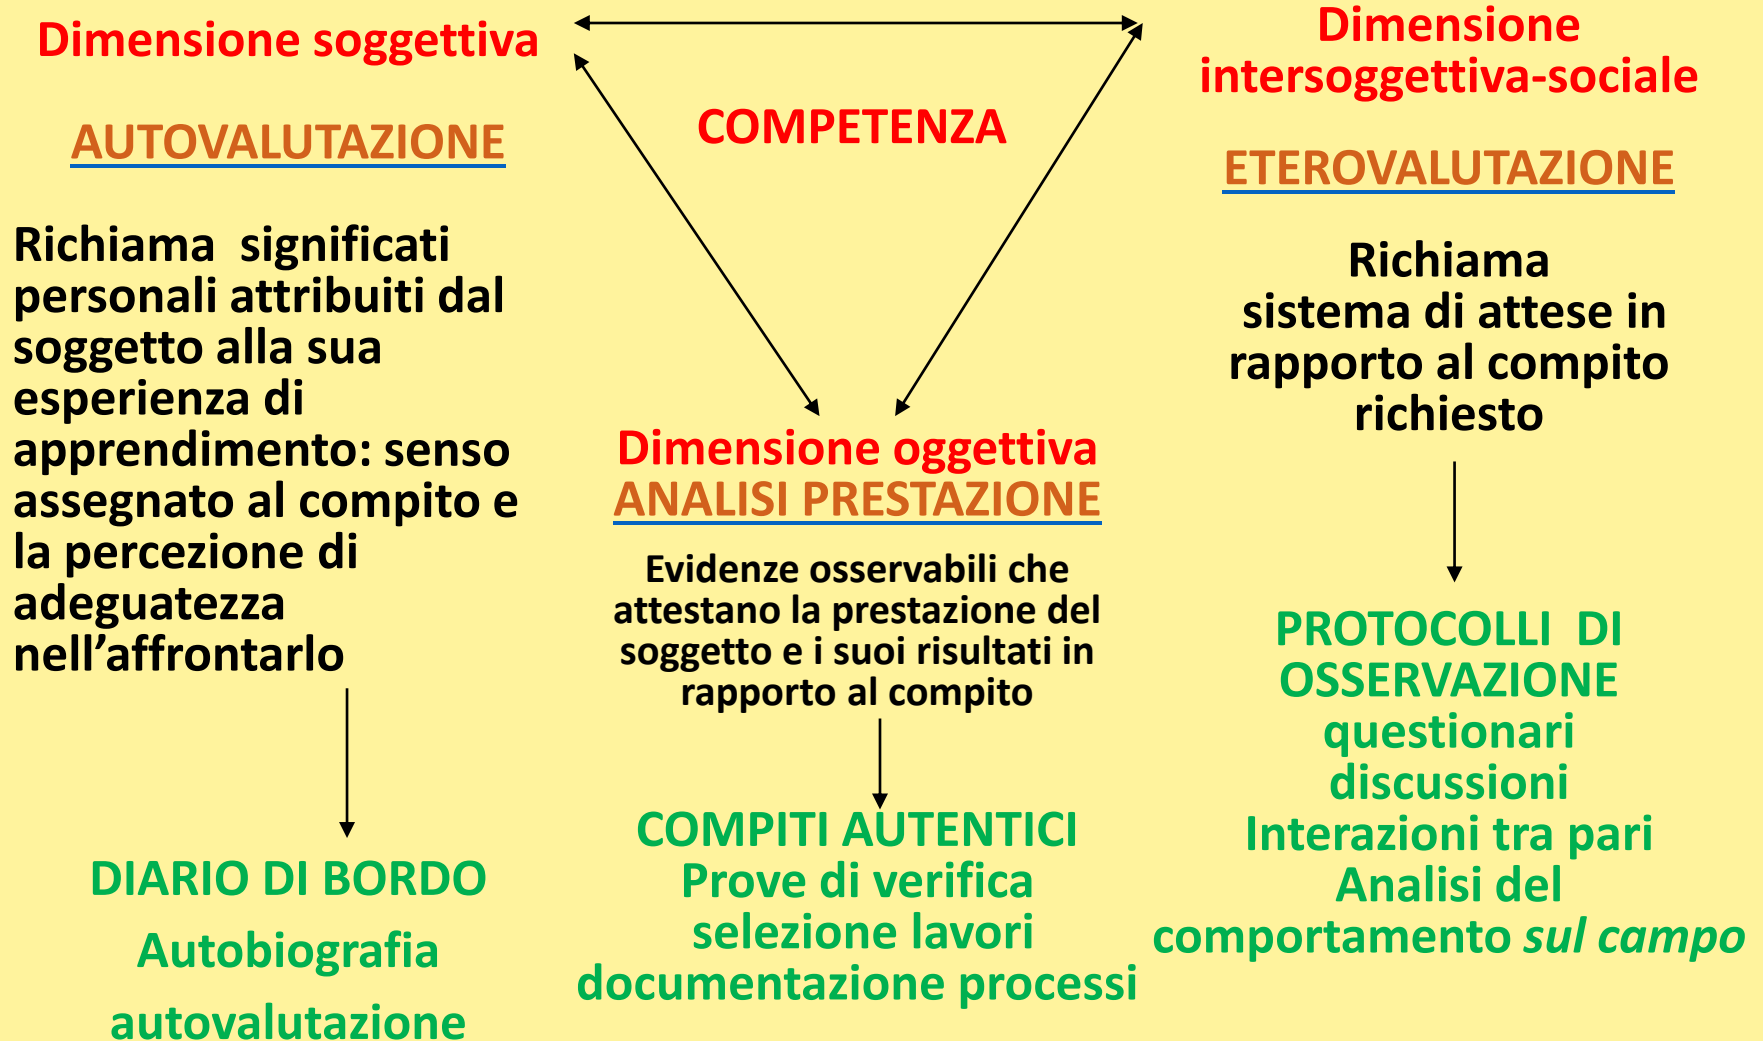 Dimensione soggettiva
AUTOVALUTAZIONE
Richiama  significati
personali attribuiti dal
soggetto alla sua
esperienza di
apprendimento: senso
assegnato al compito e
la percezione di
adeguatezza
nell’affrontarlo
DIARIO DI BORDO
Autobiografia
autovalutazione
COMPETENZA
Dimensione oggettiva
ANALISI PRESTAZIONE
Evidenze osservabili che
attestano la prestazione del
soggetto e i suoi risultati in
rapporto al compito
COMPITI AUTENTICI
Prove di verifica
selezione lavori
documentazione processi
Dimensione
intersoggettiva-sociale
ETEROVALUTAZIONE
Richiama
sistema di attese in
rapporto al compito
richiesto
PROTOCOLLI  DI
OSSERVAZIONE
questionari
discussioni
Interazioni tra pari
Analisi del
comportamento sul campo